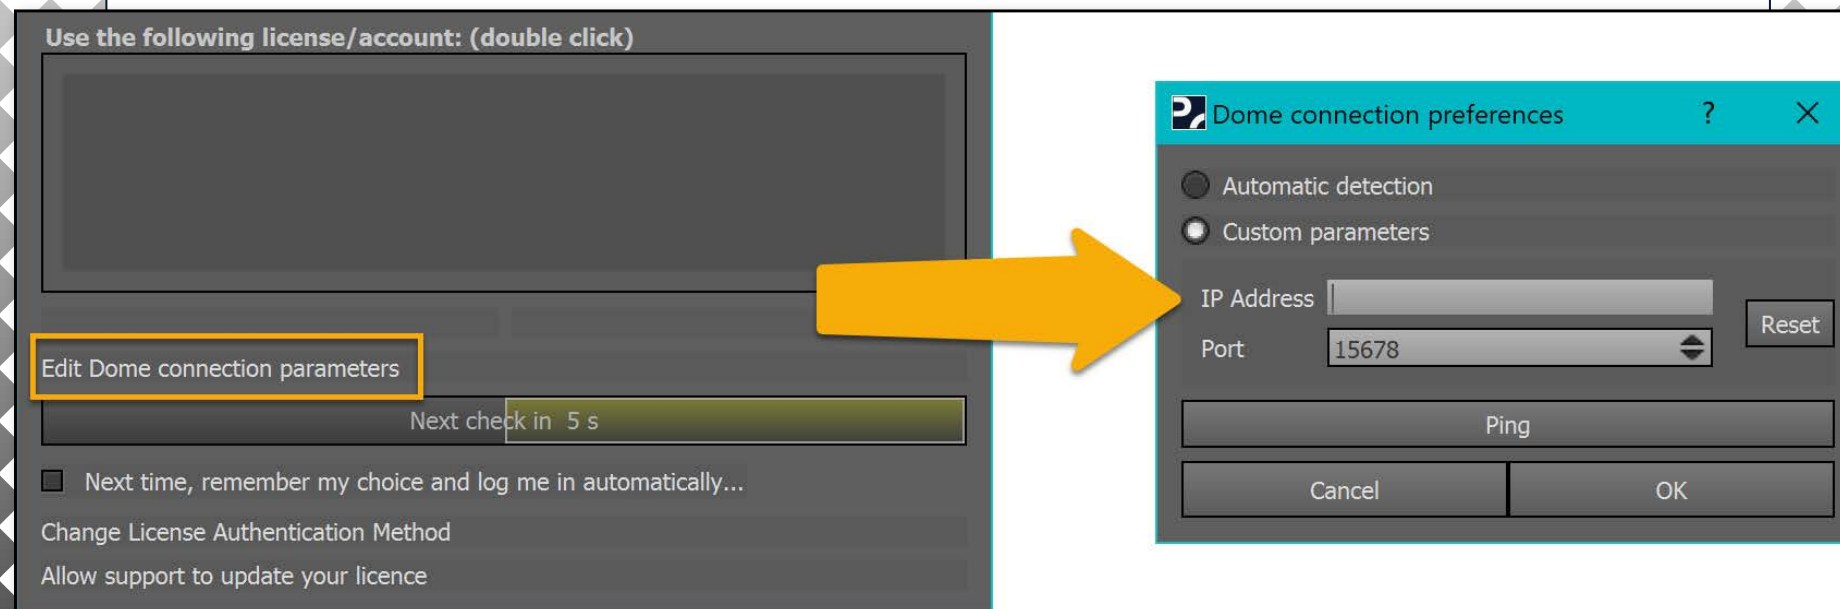 Use the following license/account: (double click)
Edit Dome connection parameters
Next check in 5 s
Next time, remember my choice and log me in automatically...
Change License Authentication Method
Allow support to update your licence
Dome connection preferences ?
Automatic detection
Custom parameters
IP Address
Port 15678
Reset
Ping
Cancel OK